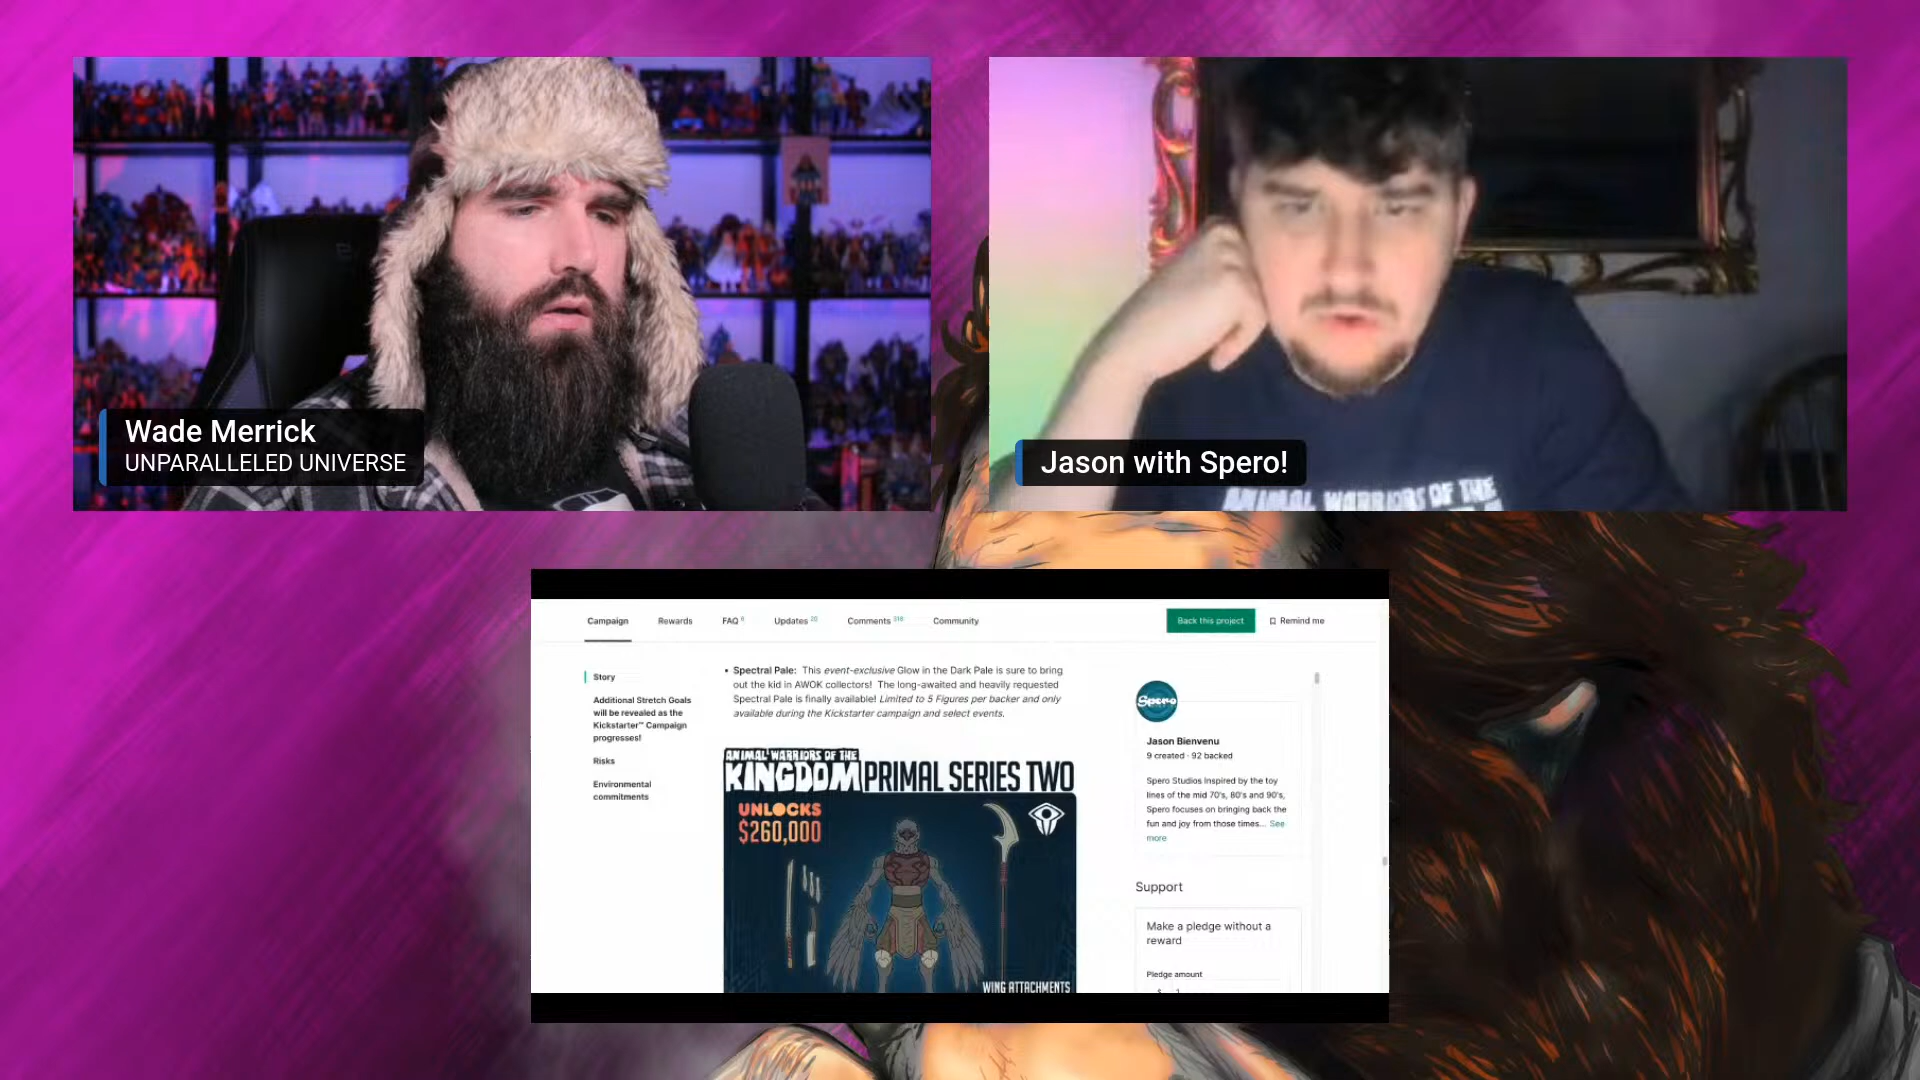 Wade Merrick
UNPARALLELED UNIVERSE
Jason with Spero!
ANIMAL WARRIORS OF THE
Campaign
Rewards
FAQ
Updates 20
Comments
Community
Back this project
Remind me
Story
Additional Stretch Goals
will be revealed as the
Kickstarter™ Campaign
progresses!
Risks
Environmental
commitments
• Spectral Pale: This event-exclusive Glow in the Dark Pale is sure to bring
out the kid in AWOK collectors! The long-awaited and heavily requested
Spectral Pale is finally available! Limited to 5 Figures per backer and only
available during the Kickstarter campaign and select events.
ANIMAL WARRIORS OF THE
KINGDOM PRIMAL SERIES TWO
UNLOCKS
$260,000
WING ATTACHMENTS
Spero
Jason Bienvenu
9 created · 92 backed
Spero Studios Inspired by the toy
lines of the mid 70's, 80's and 90's,
Spero focuses on bringing back the
fun and joy from those times... See
more
Support
Make a pledge without a
reward
Pledge amount
$ 1